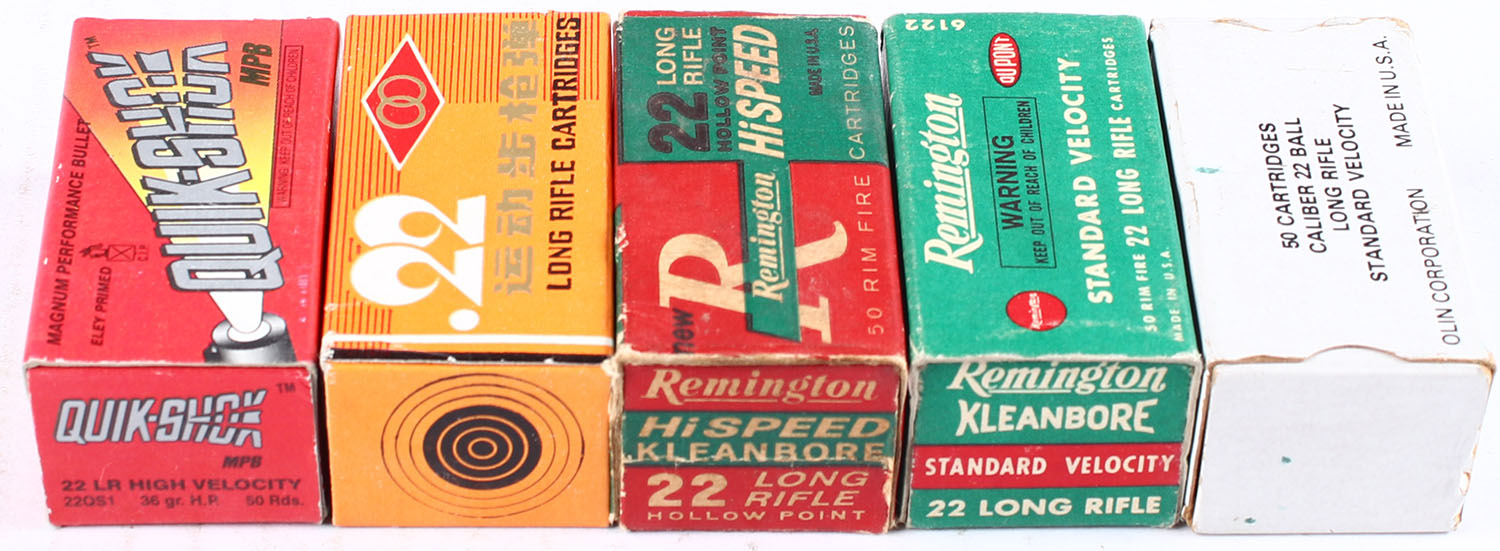 QUIK-SHOK™
MPB
MAGNUM PERFORMANCE BULLET
WARNING: KEEP OUT OF REACH OF CHILDREN
ELEY PRIMED
C.I.P.
QUIK-SHOK™
MPB
22 LR HIGH VELOCITY
22QS1 36 gr. H.P. 50 Rds.
.22
运动步枪弹
LONG RIFLE CARTRIDGES
22 LONG
RIFLE
HOLLOW POINT
HiSPEED
MADE IN U.S.A.
new
R
Remington
50 RIM FIRE CARTRIDGES
Remington
HiSPEED
KLEANBORE
22 LONG
RIFLE
HOLLOW POINT
6122
DU PONT
Remington
WARNING
KEEP OUT OF REACH OF CHILDREN
Remington
STANDARD VELOCITY
50 RIM FIRE 22 LONG RIFLE CARTRIDGES
MADE IN U.S.A.
Remington
KLEANBORE
STANDARD VELOCITY
22 LONG RIFLE
50 CARTRIDGES
CALIBER 22 BALL
LONG RIFLE
STANDARD VELOCITY
OLIN CORPORATION MADE IN U.S.A.